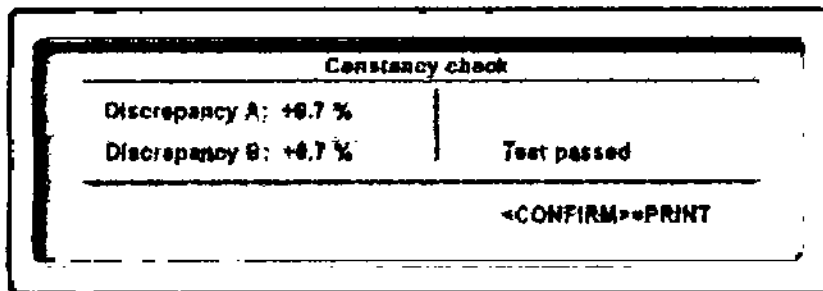 Constancy check
Discrepancy A: +0.7 %
Discrepancy B: +0.7 %
Test passed
<CONFIRM>=PRINT